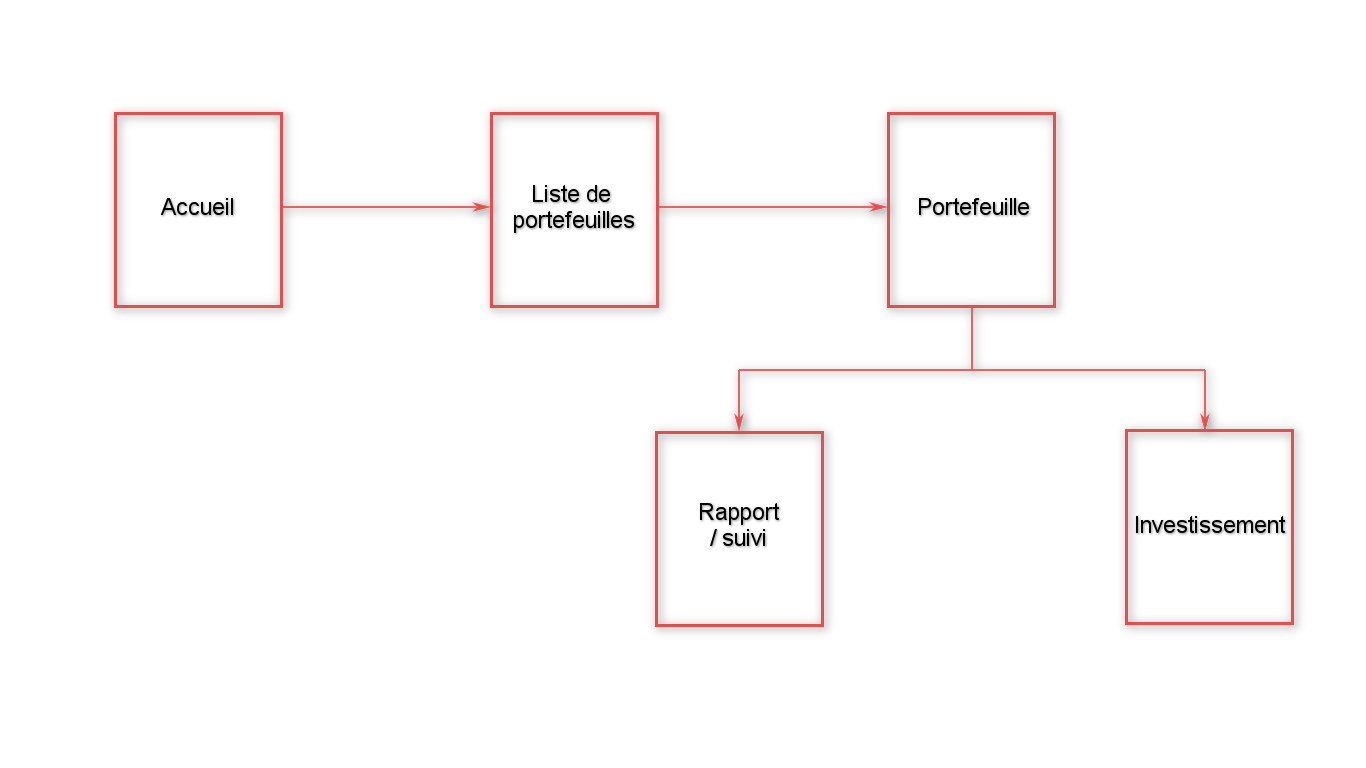 Accueil
Liste de
portefeuilles
Portefeuille
Rapport
/ suivi
Investissement